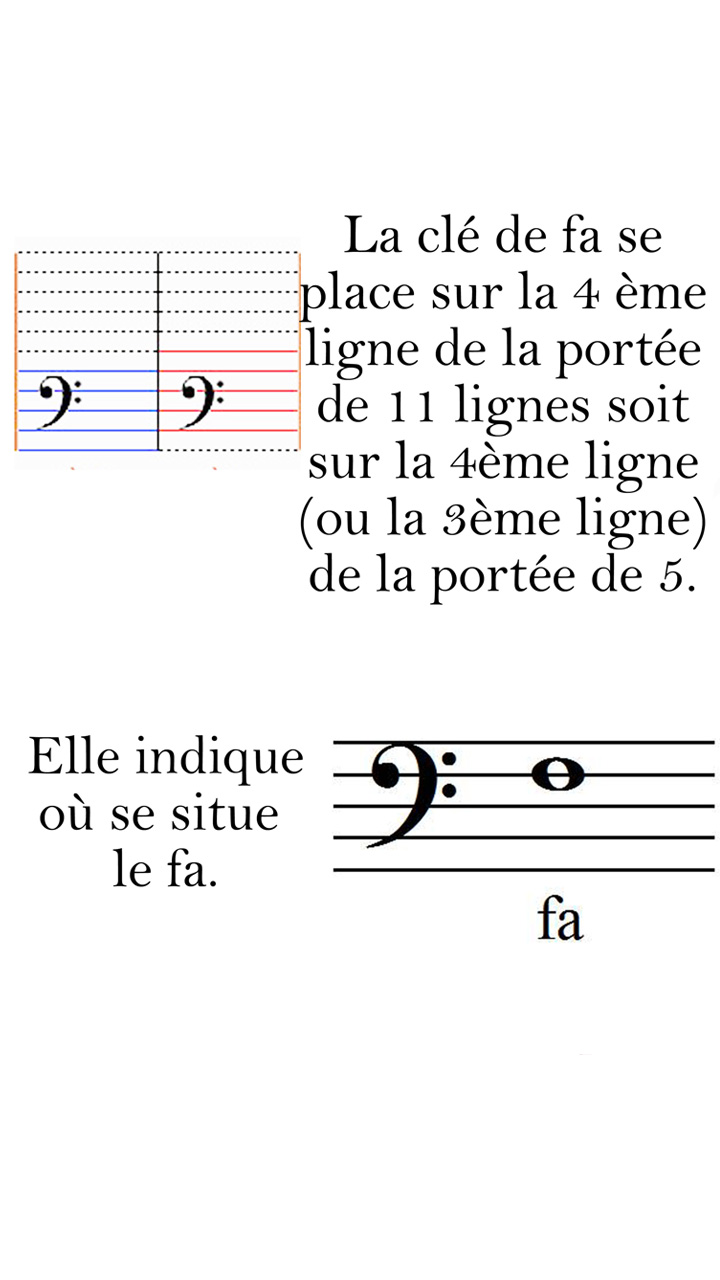 La clé de fa se
place sur la 4 ème
ligne de la portée
de 11 lignes soit
sur la 4ème ligne
(ou la 3ème ligne)
de la portée de 5.
Elle indique
où se situe
le fa.
fa